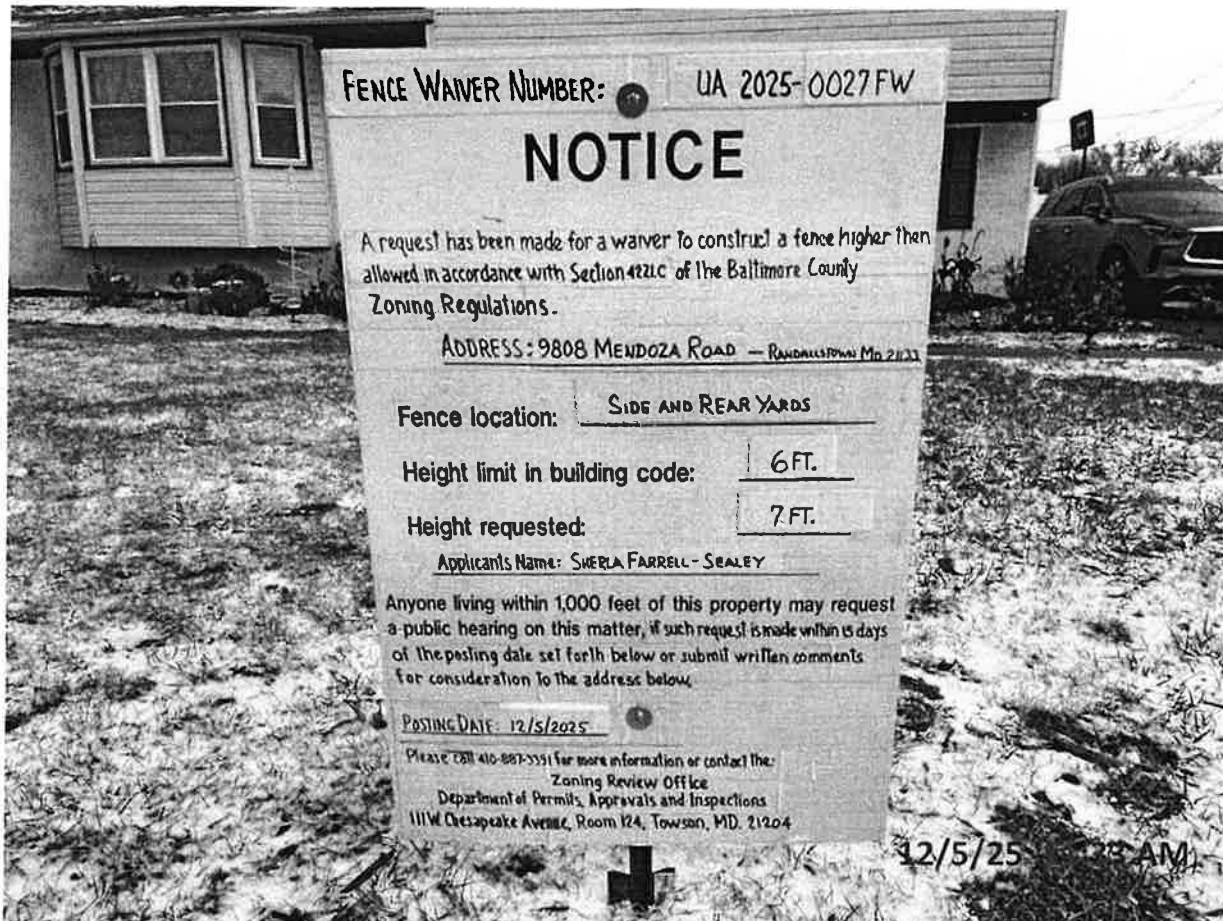 FENCE WAIVER NUMBER: UA 2025-0027FW
NOTICE
A request has been made for a waiver to construct a fence higher then
allowed in accordance with Section 4221.C of the Baltimore County
Zoning Regulations.
ADDRESS: 9808 MENDOZA ROAD — RANDALLSTOWN MD 21133
Fence location: SIDE AND REAR YARDS
Height limit in building code: 6 FT.
Height requested: 7 FT.
Applicants Name: SHERLA FARRELL-SEALEY
Anyone living within 1,000 feet of this property may request
a public hearing on this matter, if such request is made within 15 days
of the posting date set forth below or submit written comments
for consideration to the address below,
POSTING DATE: 12/5/2025
Please call 410-887-3391 for more information or contact the:
Zoning Review Office
Department of Permits, Approvals and Inspections
111 W. Chesapeake Avenue, Room 124, Towson, MD. 21204
12/5/25 AM